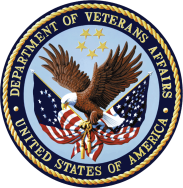 DEPARTMENT OF VETERANS AFFAIRS
UNITED STATES OF AMERICA